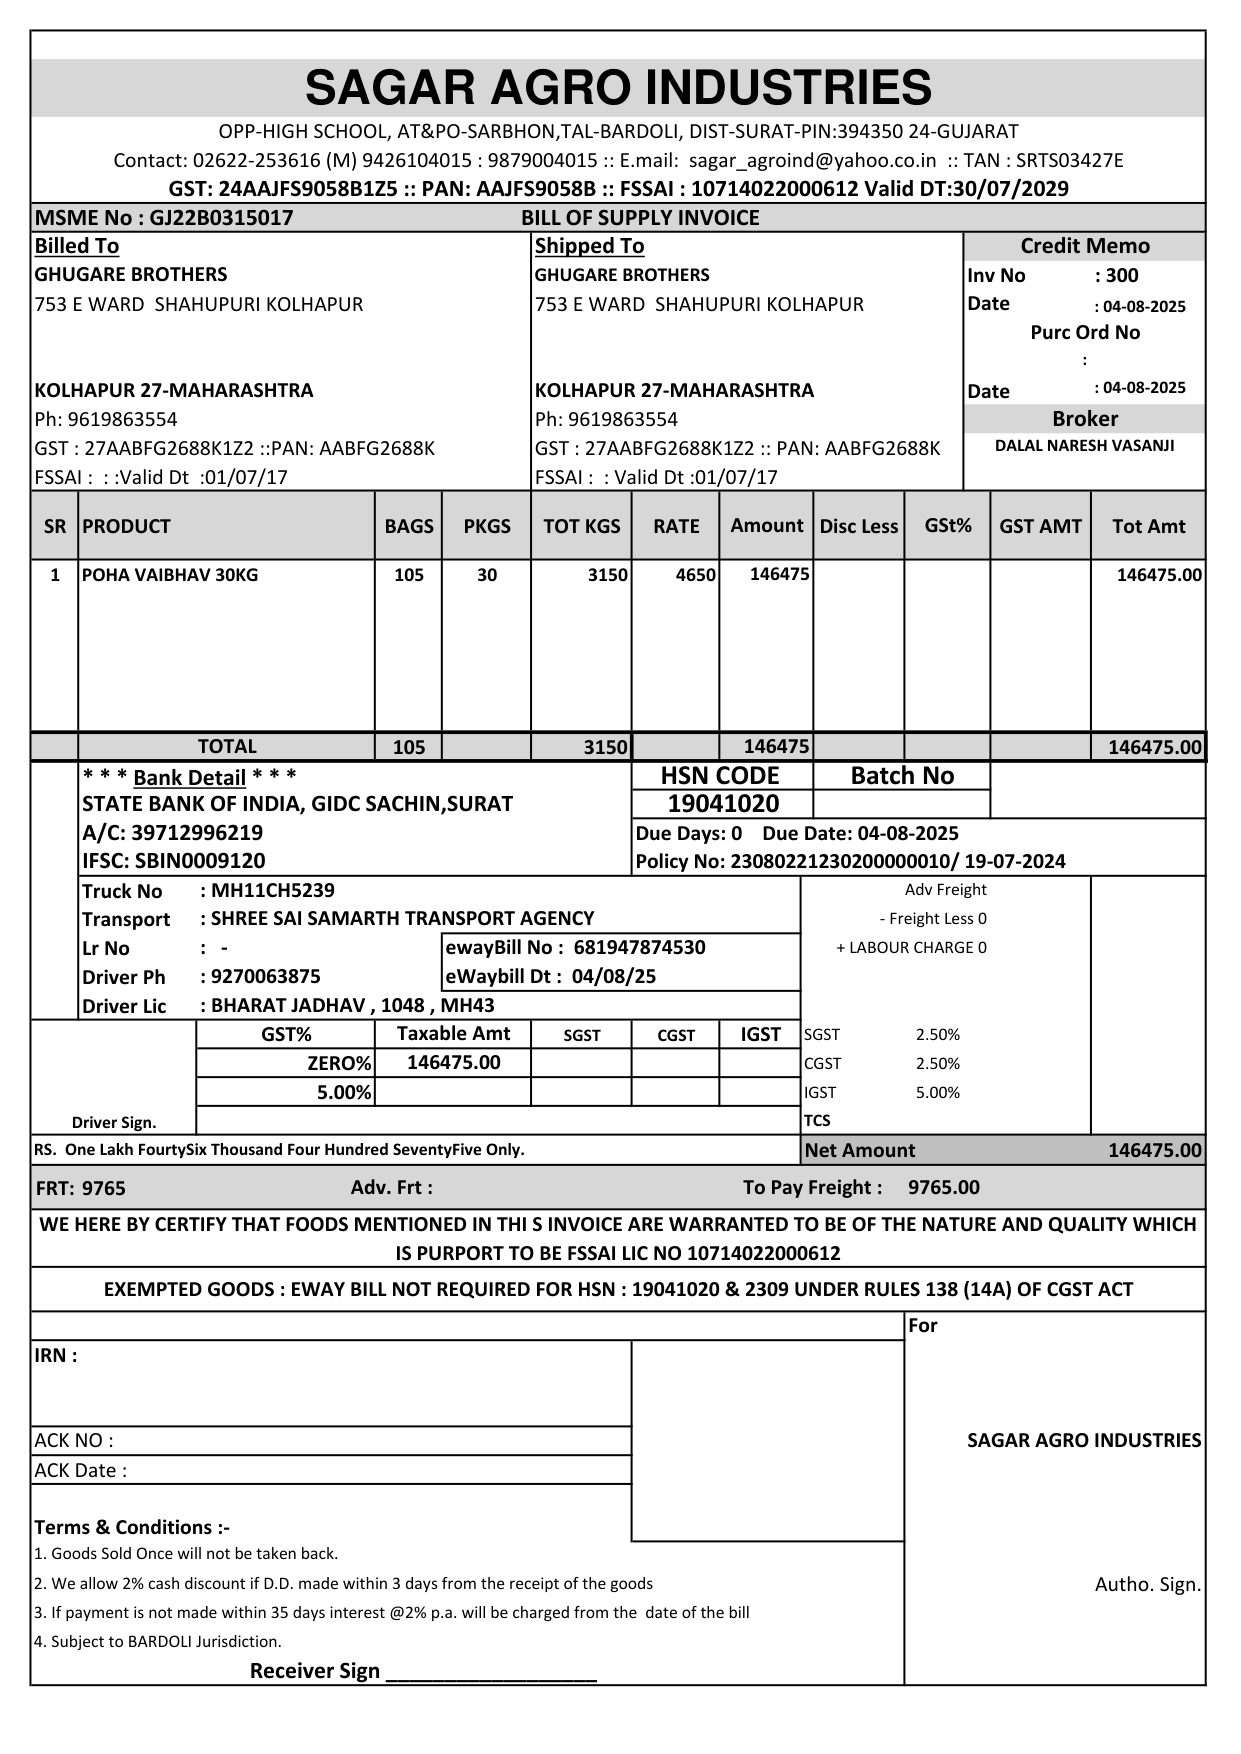 SAGAR AGRO INDUSTRIES
OPP-HIGH SCHOOL, AT&PO-SARBHON,TAL-BARDOLI, DIST-SURAT-PIN:394350 24-GUJARAT
Contact: 02622-253616 (M) 9426104015 : 9879004015 :: E.mail:  sagar_agroind@yahoo.co.in  :: TAN : SRTS03427E
GST: 24AAJFS9058B1Z5 :: PAN: AAJFS9058B :: FSSAI : 10714022000612 Valid DT:30/07/2029
MSME No : GJ22B0315017 BILL OF SUPPLY INVOICE
Billed To
GHUGARE BROTHERS
753 E WARD  SHAHUPURI KOLHAPUR
KOLHAPUR 27-MAHARASHTRA
Ph: 9619863554
GST : 27AABFG2688K1Z2 ::PAN: AABFG2688K
FSSAI :  : :Valid Dt  :01/07/17
Shipped To
GHUGARE BROTHERS
753 E WARD  SHAHUPURI KOLHAPUR
KOLHAPUR 27-MAHARASHTRA
Ph: 9619863554
GST : 27AABFG2688K1Z2 :: PAN: AABFG2688K
FSSAI :  : Valid Dt :01/07/17
Credit Memo
Inv No : 300
Date : 04-08-2025
Purc Ord No
:
Date : 04-08-2025
Broker
DALAL NARESH VASANJI
SR PRODUCT BAGS PKGS TOT KGS RATE Amount Disc Less GSt% GST AMT Tot Amt
1 POHA VAIBHAV 30KG 105 30 3150 4650 146475 146475.00
TOTAL 105 3150 146475 146475.00
* * * Bank Detail * * *
STATE BANK OF INDIA, GIDC SACHIN,SURAT
A/C: 39712996219
IFSC: SBIN0009120
HSN CODE Batch No
19041020
Due Days: 0    Due Date: 04-08-2025
Policy No: 23080221230200000010/ 19-07-2024
Truck No : MH11CH5239
Transport : SHREE SAI SAMARTH TRANSPORT AGENCY
Lr No :   -
Driver Ph : 9270063875
Driver Lic : BHARAT JADHAV , 1048 , MH43
ewayBill No :  681947874530
eWaybill Dt :  04/08/25
Adv Freight
- Freight Less 0
+ LABOUR CHARGE 0
GST% Taxable Amt SGST CGST IGST
ZERO% 146475.00
5.00%
Driver Sign.
SGST 2.50%
CGST 2.50%
IGST 5.00%
TCS
RS.  One Lakh FourtySix Thousand Four Hundred SeventyFive Only.
Net Amount 146475.00
FRT: 9765 Adv. Frt : To Pay Freight : 9765.00
WE HERE BY CERTIFY THAT FOODS MENTIONED IN THI S INVOICE ARE WARRANTED TO BE OF THE NATURE AND QUALITY WHICH
IS PURPORT TO BE FSSAI LIC NO 10714022000612
EXEMPTED GOODS : EWAY BILL NOT REQUIRED FOR HSN : 19041020 & 2309 UNDER RULES 138 (14A) OF CGST ACT
For
IRN :
ACK NO :
SAGAR AGRO INDUSTRIES
ACK Date :
Terms & Conditions :-
1. Goods Sold Once will not be taken back.
2. We allow 2% cash discount if D.D. made within 3 days from the receipt of the goods
Autho. Sign.
3. If payment is not made within 35 days interest @2% p.a. will be charged from the  date of the bill
4. Subject to BARDOLI Jurisdiction.
Receiver Sign ___________________